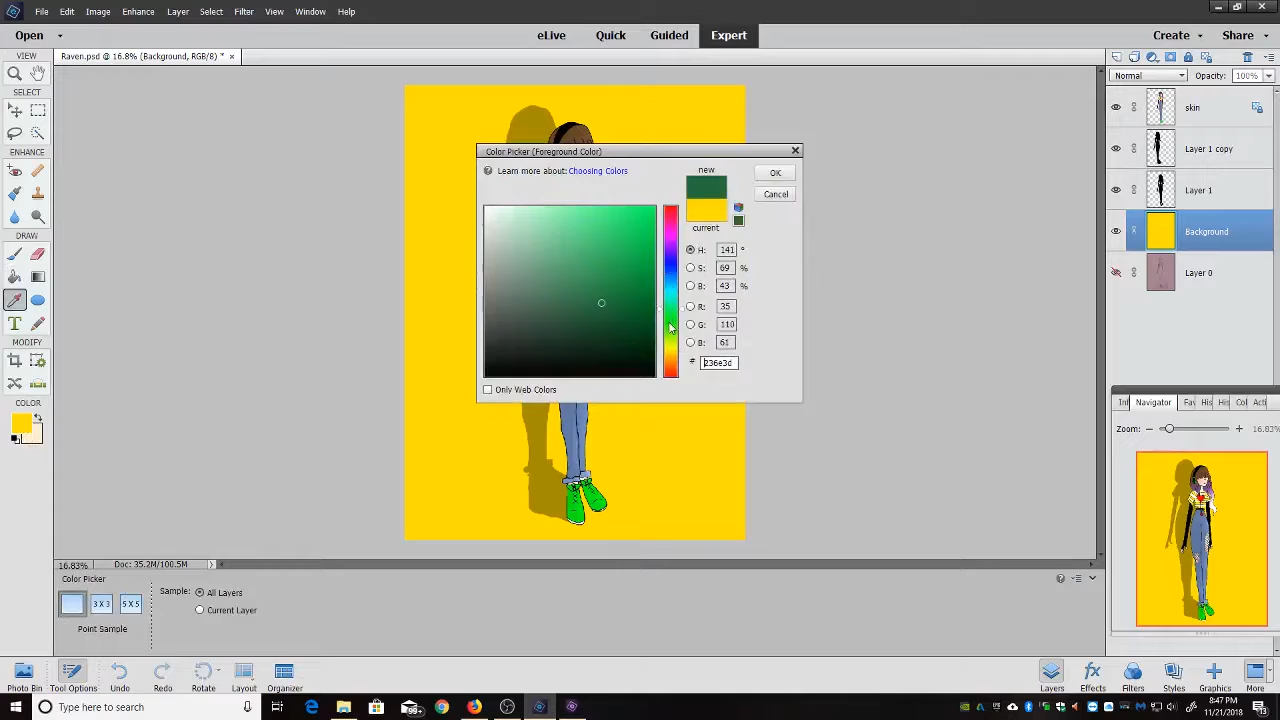 File Edit Image Enhance Layer Select Filter View Window Help
Open eLive Quick Guided Expert Create Share
VIEW Raven.psd @ 16.8% (Background, RGB/8) * ×
Normal Opacity: 100%
SELECT
skin
ENHANCE
Layer 1 copy
Layer 1
DRAW
Background
Layer 0
MODIFY
COLOR
Color Picker (Foreground Color)
Learn more about: Choosing Colors
new
OK
Cancel
current
H: 141 °
S: 69 %
B: 43 %
R: 35
G: 110
B: 61
# 236e3d
Only Web Colors
Navigator
Zoom: 16.83%
16.83% Doc: 35.2M/100.5M
Color Picker
Sample: All Layers
Current Layer
3 X 3 5 X 5
Point Sample
Photo Bin Tool Options Undo Redo Rotate Layout Organizer Layers Effects Filters Styles Graphics More
Type here to search
8:47 PM
11/21/2018